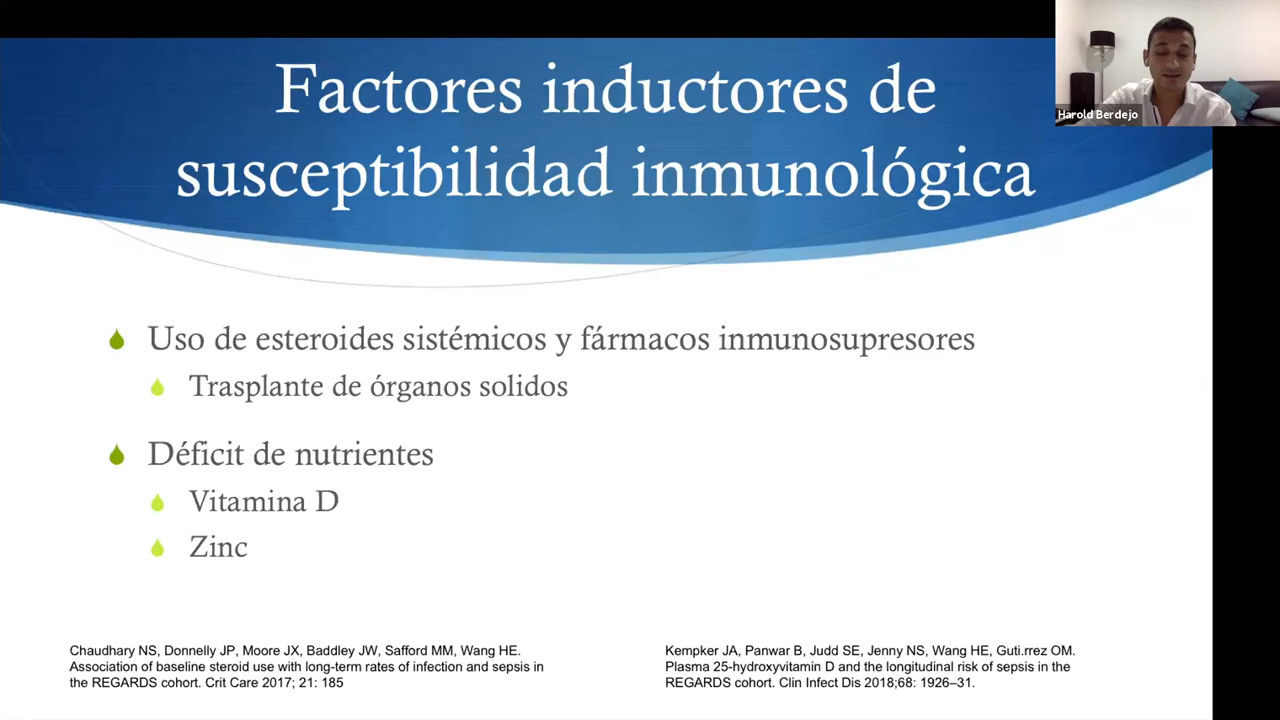 Factores inductores de
susceptibilidad inmunológica
Harold Berdejo
Uso de esteroides sistémicos y fármacos inmunosupresores
Trasplante de órganos solidos
Déficit de nutrientes
Vitamina D
Zinc
Chaudhary NS, Donnelly JP, Moore JX, Baddley JW, Safford MM, Wang HE.
Association of baseline steroid use with long-term rates of infection and sepsis in
the REGARDS cohort. Crit Care 2017; 21: 185
Kempker JA, Panwar B, Judd SE, Jenny NS, Wang HE, Guti.rrez OM.
Plasma 25-hydroxyvitamin D and the longitudinal risk of sepsis in the
REGARDS cohort. Clin Infect Dis 2018;68: 1926–31.